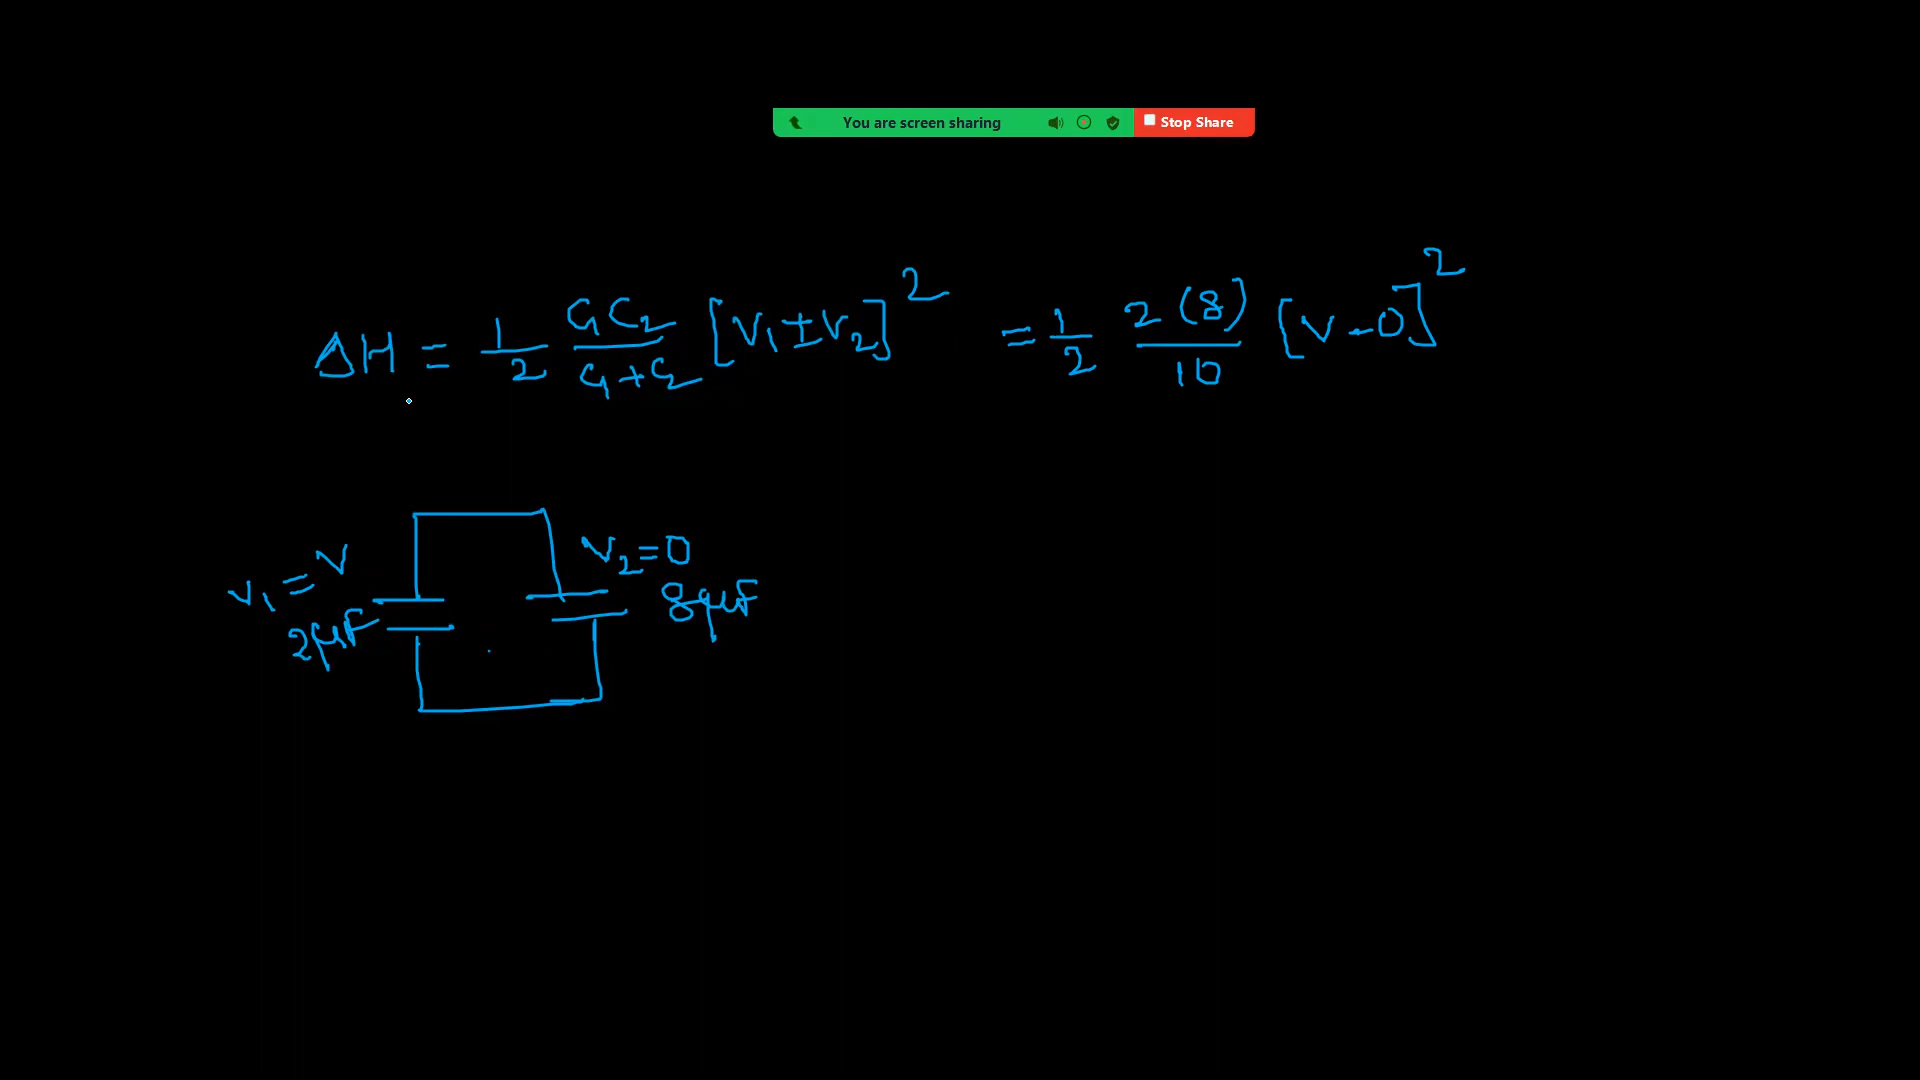 You are screen sharing Stop Share
ΔH = 1/2 C1C2/C1+C2 [V1±V2]^2 = 1/2 2(8)/10 [V-0]^2
V1=V
2μF
V2=0
8μF